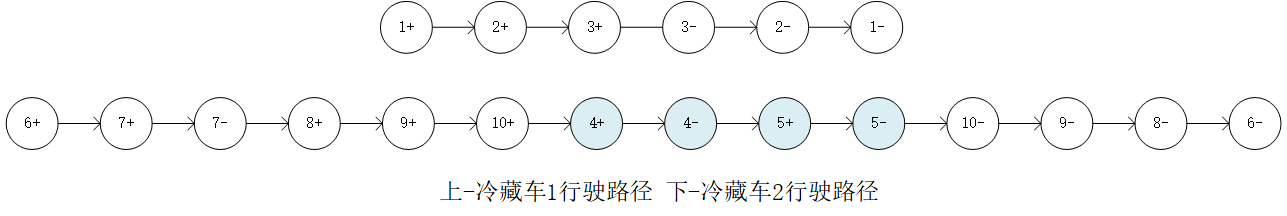 1+ 2+ 3+ 3- 2- 1-
6+ 7+ 7- 8+ 9+ 10+ 4+ 4- 5+ 5- 10- 9- 8- 6-
上-冷藏车1行驶路径 下-冷藏车2行驶路径